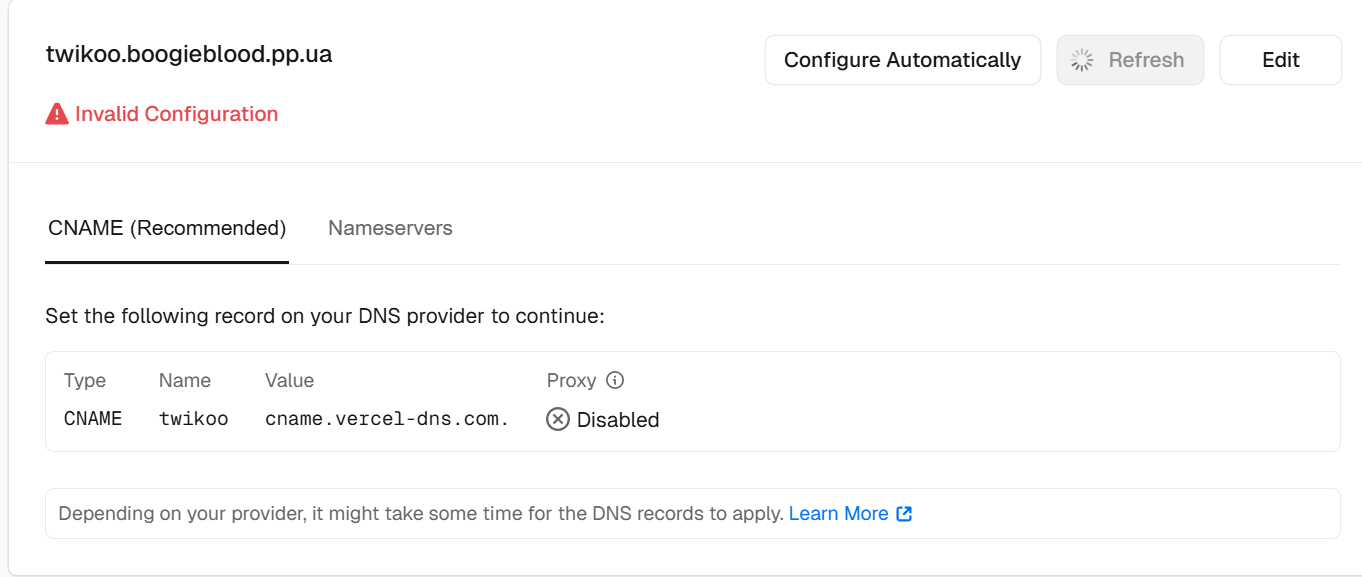 twikoo.boogieblood.pp.ua
Configure Automatically
Refresh
Edit
Invalid Configuration
CNAME (Recommended)
Nameservers
Set the following record on your DNS provider to continue:
Type Name Value Proxy
CNAME twikoo cname.vercel-dns.com. Disabled
Depending on your provider, it might take some time for the DNS records to apply. Learn More